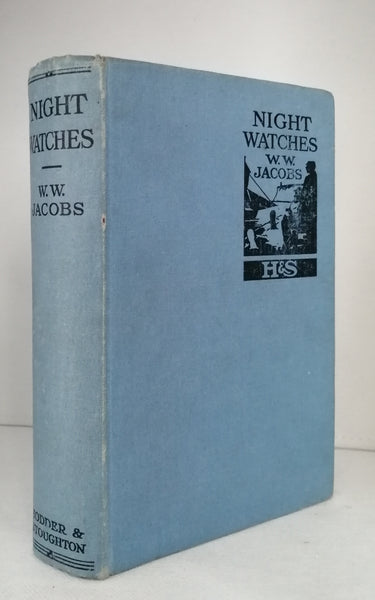 NIGHT
WATCHES
W. W.
JACOBS
HODDER &
STOUGHTON
NIGHT
WATCHES
W. W.
JACOBS
H&S